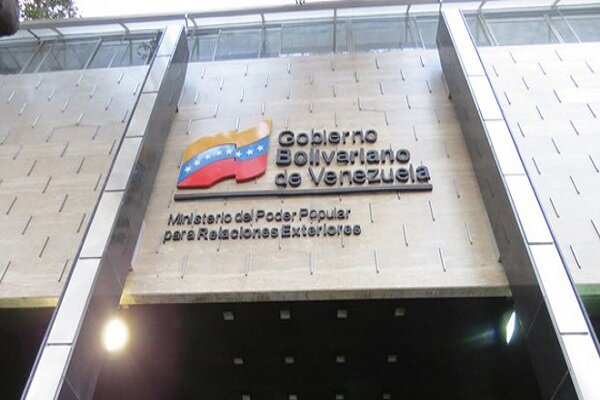 Gobierno
Bolivariano
de Venezuela
Ministerio del Poder Popular
para Relaciones Exteriores